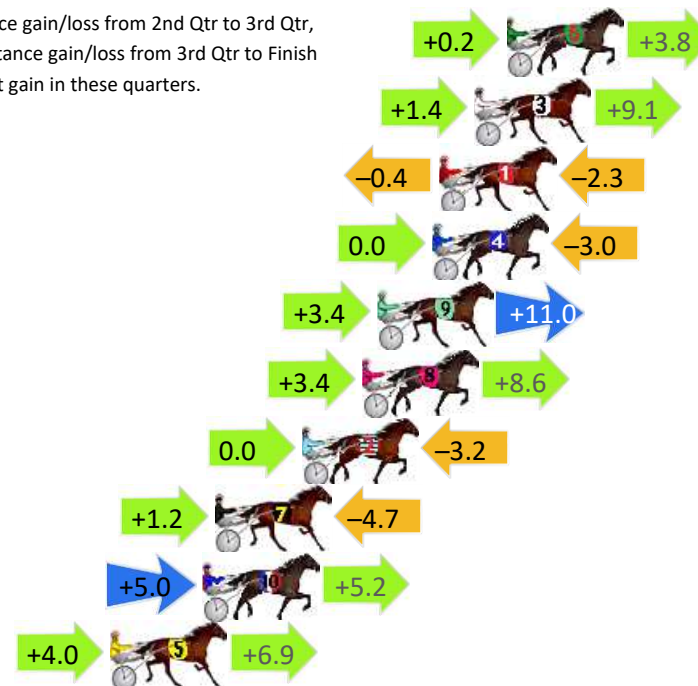 ce gain/loss from 2nd Qtr to 3rd Qtr,
tance gain/loss from 3rd Qtr to Finish
t gain in these quarters.
+0.2 +3.8
+1.4 3 +9.1
–0.4 1 –2.3
0.0 4 –3.0
+3.4 9 +11.0
+3.4 8 +8.6
0.0 2 –3.2
+1.2 7 –4.7
+5.0 10 +5.2
+4.0 5 +6.9